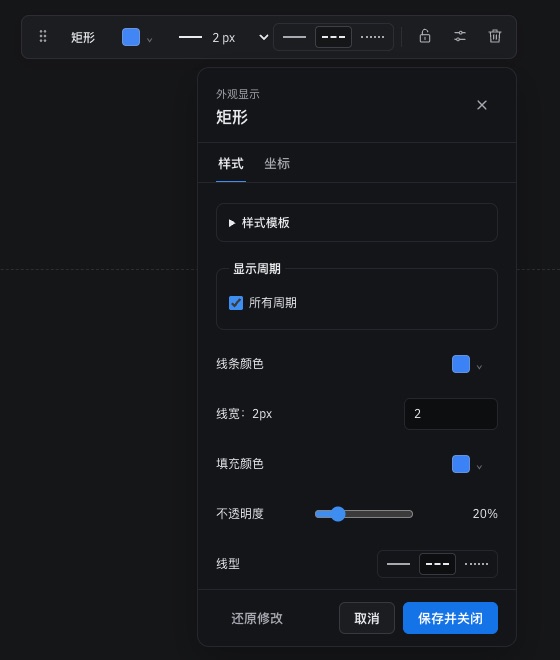 矩形
2 px
外观显示
矩形
样式
坐标
样式模板
显示周期
所有周期
线条颜色
线宽：2px
2
填充颜色
不透明度
20%
线型
还原修改
取消
保存并关闭